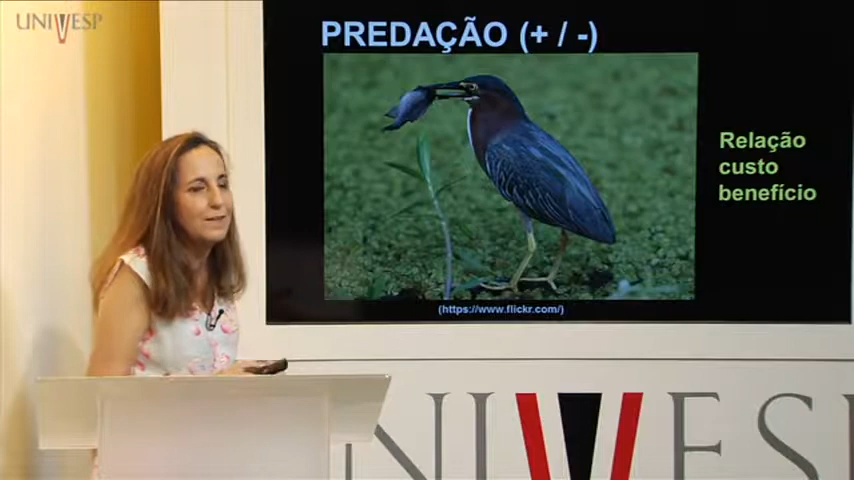 UNIVESP
PREDAÇÃO (+ / -)
Relação
custo
benefício
(https://www.flickr.com/)
UNIVESP